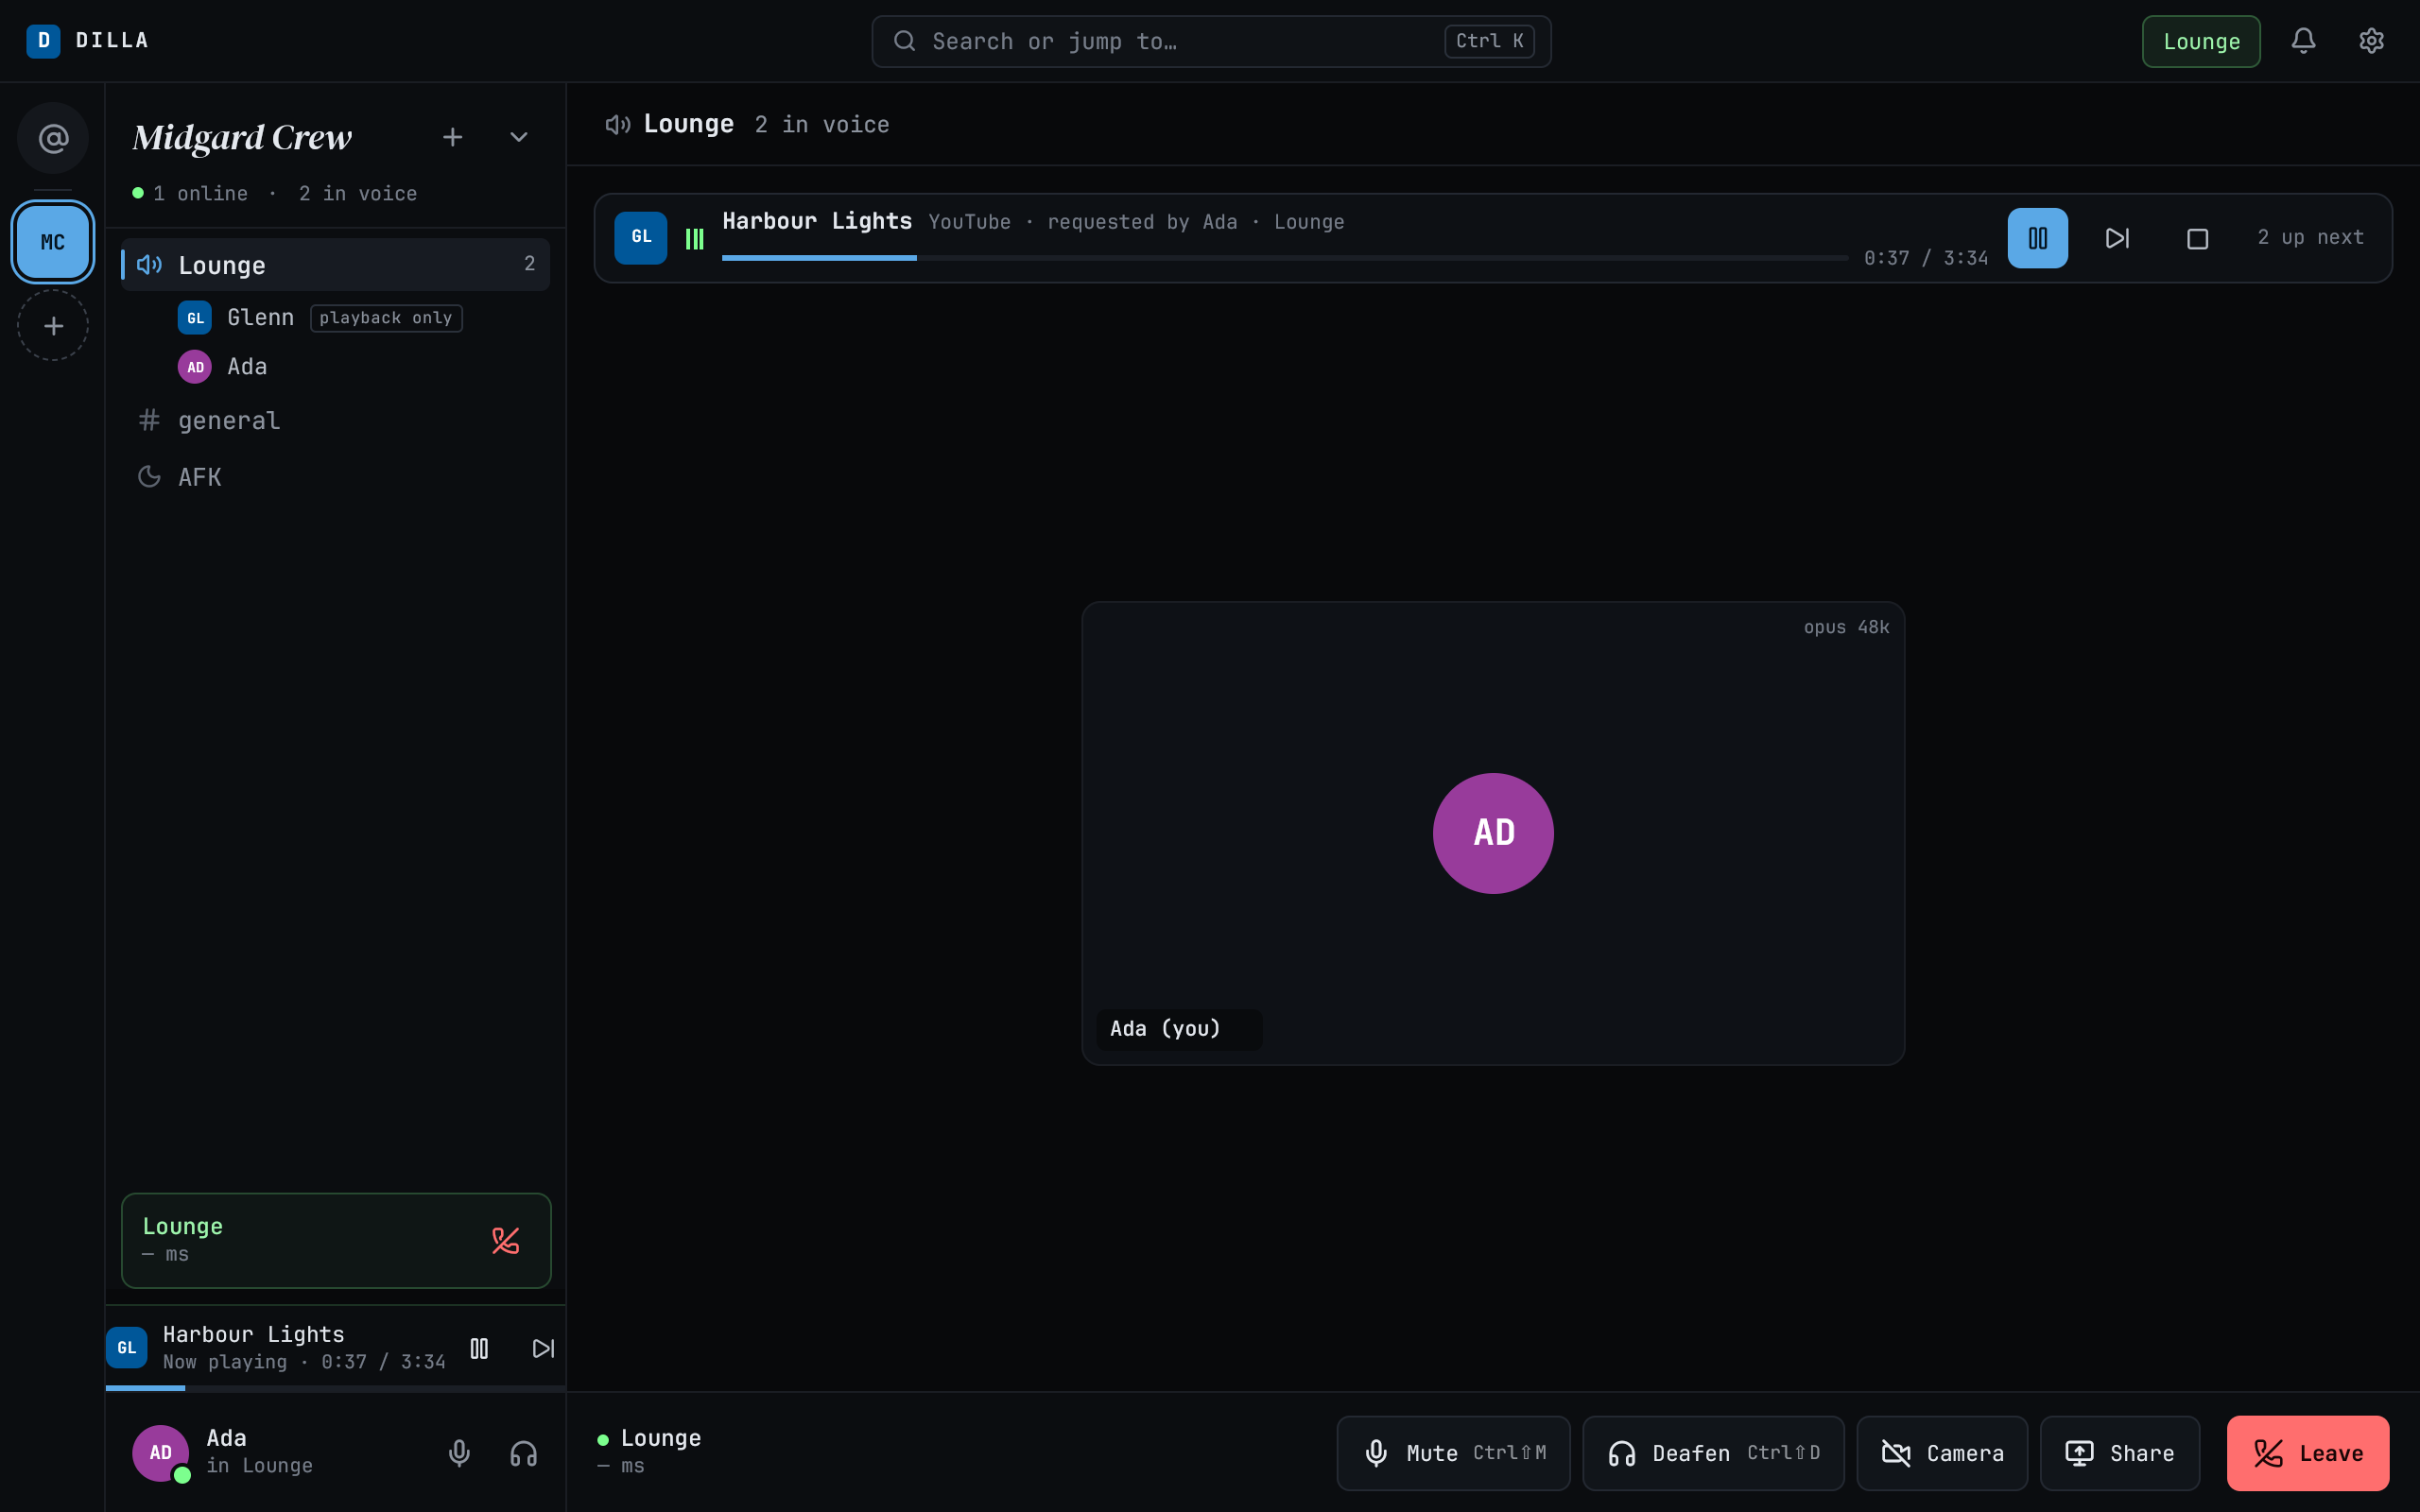 D DILLA
Search or jump to… Ctrl K
Lounge
Midgard Crew
1 online · 2 in voice
MC
Lounge 2
GL Glenn playback only
AD Ada
general
AFK
Lounge 2 in voice
GL Harbour Lights YouTube · requested by Ada · Lounge
0:37 / 3:34
2 up next
opus 48k
AD
Ada (you)
Lounge
— ms
GL Harbour Lights
Now playing · 0:37 / 3:34
AD Ada
in Lounge
Lounge
— ms
Mute Ctrl⇧M
Deafen Ctrl⇧D
Camera
Share
Leave